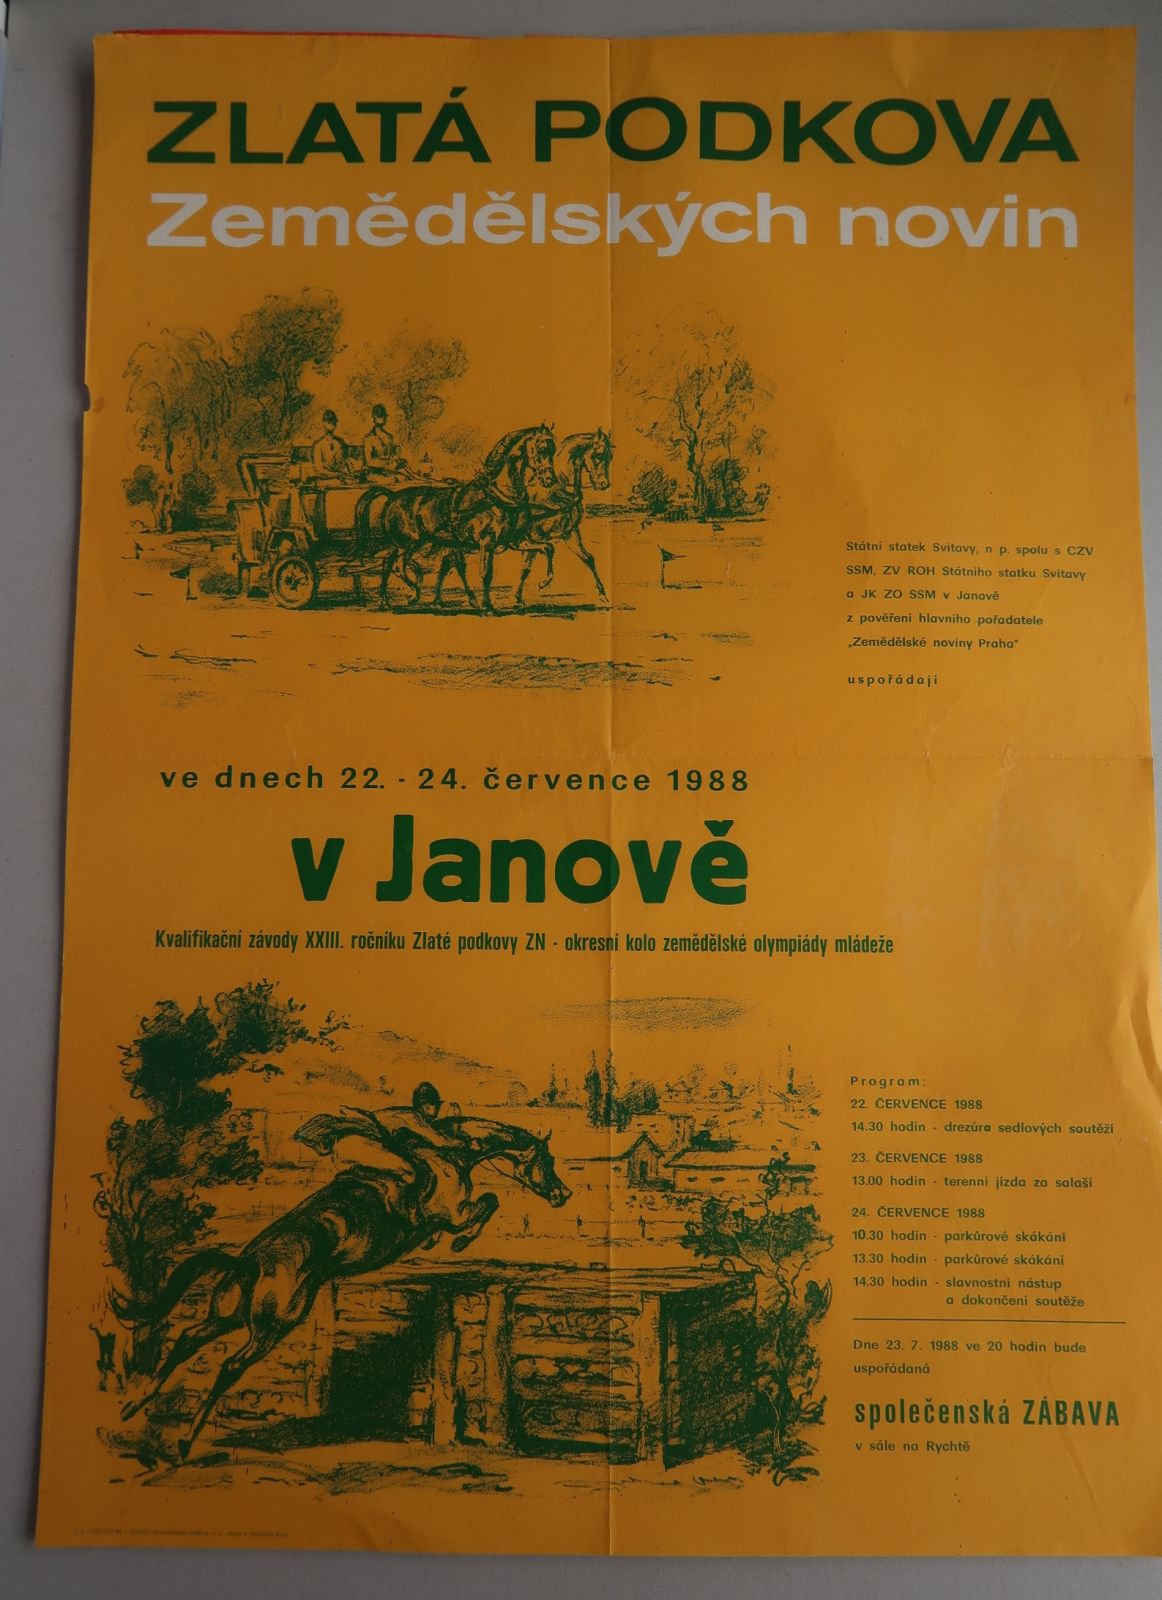 ZLATÁ PODKOVA
Zemědělských novin
Státní statek Svitavy, n p. spolu s CZV
SSM, ZV ROH Státního statku Svitavy
a JK ZO SSM v Janově
z pověření hlavního pořadatele
„Zemědělské noviny Praha“
uspořádají
ve dnech 22. - 24. července 1988
v Janově
Kvalifikační závody XXIII. ročníku Zlaté podkovy ZN - okresní kolo zemědělské olympiády mládeže
Program:
22. ČERVENCE 1988
14.30 hodin - drezúra sedlových soutěží
23. ČERVENCE 1988
13.00 hodin - terenní jízda za salaší
24. ČERVENCE 1988
10.30 hodin - parkůrové skákání
13.30 hodin - parkůrové skákání
14.30 hodin - slavnostní nástup
a dokončení soutěže
Dne 23. 7. 1988 ve 20 hodin bude
uspořádaná
společenská ZÁBAVA
v sále na Rychtě